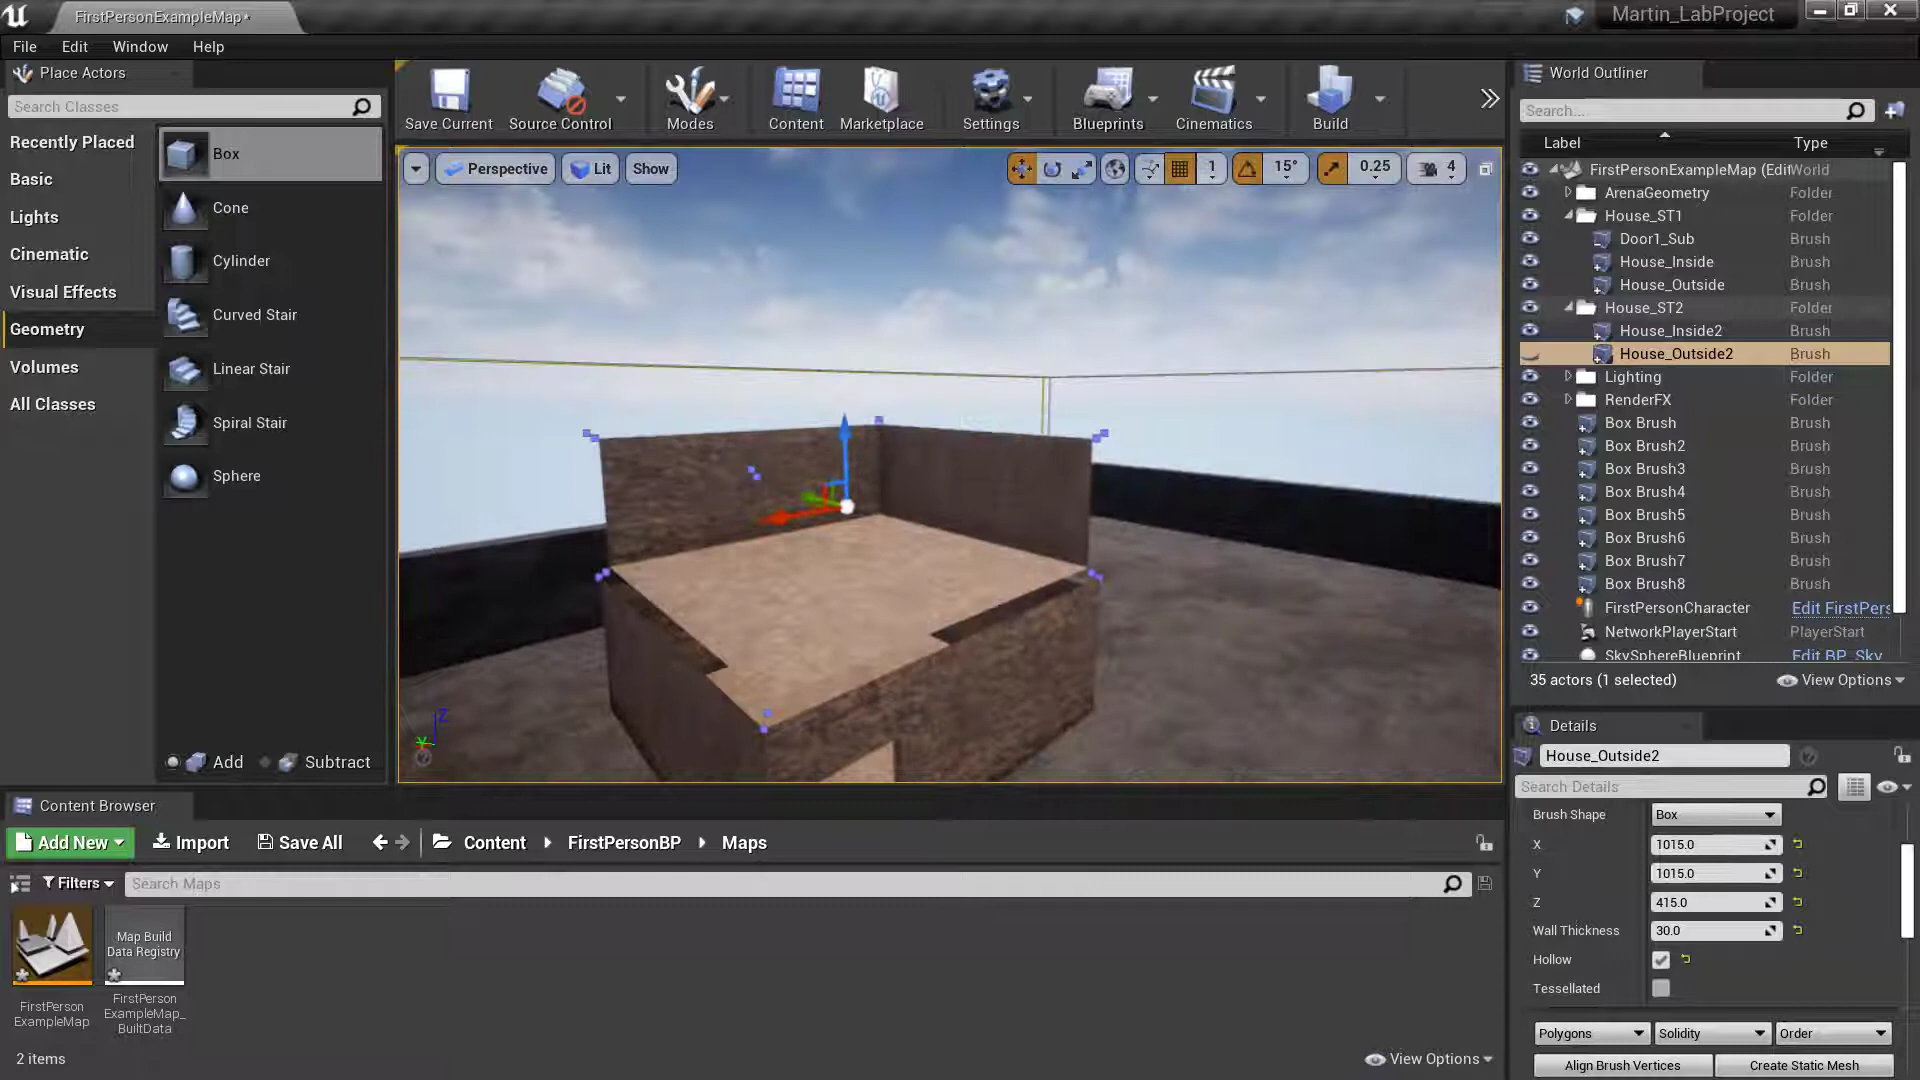 FirstPersonExampleMap*
Martin_LabProject
File Edit Window Help
Place Actors
Search Classes
Recently Placed
Basic
Lights
Cinematic
Visual Effects
Geometry
Volumes
All Classes
Box
Cone
Cylinder
Curved Stair
Linear Stair
Spiral Stair
Sphere
Add Subtract
Save Current Source Control Modes Content Marketplace Settings Blueprints Cinematics Build
Perspective Lit Show 1 15° 0.25 4
Z
Y
World Outliner
Search...
Label Type
FirstPersonExampleMap (Edit World
ArenaGeometry Folder
House_ST1 Folder
Door1_Sub Brush
House_Inside Brush
House_Outside Brush
House_ST2 Folder
House_Inside2 Brush
House_Outside2 Brush
Lighting Folder
RenderFX Folder
Box Brush Brush
Box Brush2 Brush
Box Brush3 Brush
Box Brush4 Brush
Box Brush5 Brush
Box Brush6 Brush
Box Brush7 Brush
Box Brush8 Brush
FirstPersonCharacter Edit FirstPers
NetworkPlayerStart PlayerStart
SkySphereBlueprint Edit BP_Sky
35 actors (1 selected) View Options
Details
House_Outside2
Search Details
Brush Shape Box
X 1015.0
Y 1015.0
Z 415.0
Wall Thickness 30.0
Hollow
Tessellated
Polygons Solidity Order
Align Brush Vertices Create Static Mesh
Content Browser
Add New Import Save All Content FirstPersonBP Maps
Filters Search Maps
FirstPerson
ExampleMap
Map Build
Data Registry
FirstPerson
ExampleMap_
BuiltData
2 items
View Options